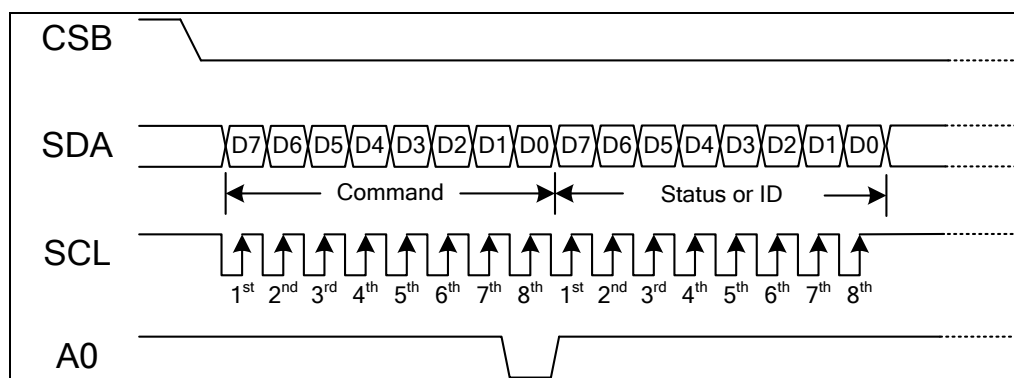 CSB
SDA D7 D6 D5 D4 D3 D2 D1 D0 D7 D6 D5 D4 D3 D2 D1 D0
Command Status or ID
SCL
1st 2nd 3rd 4th 5th 6th 7th 8th 1st 2nd 3rd 4th 5th 6th 7th 8th
A0